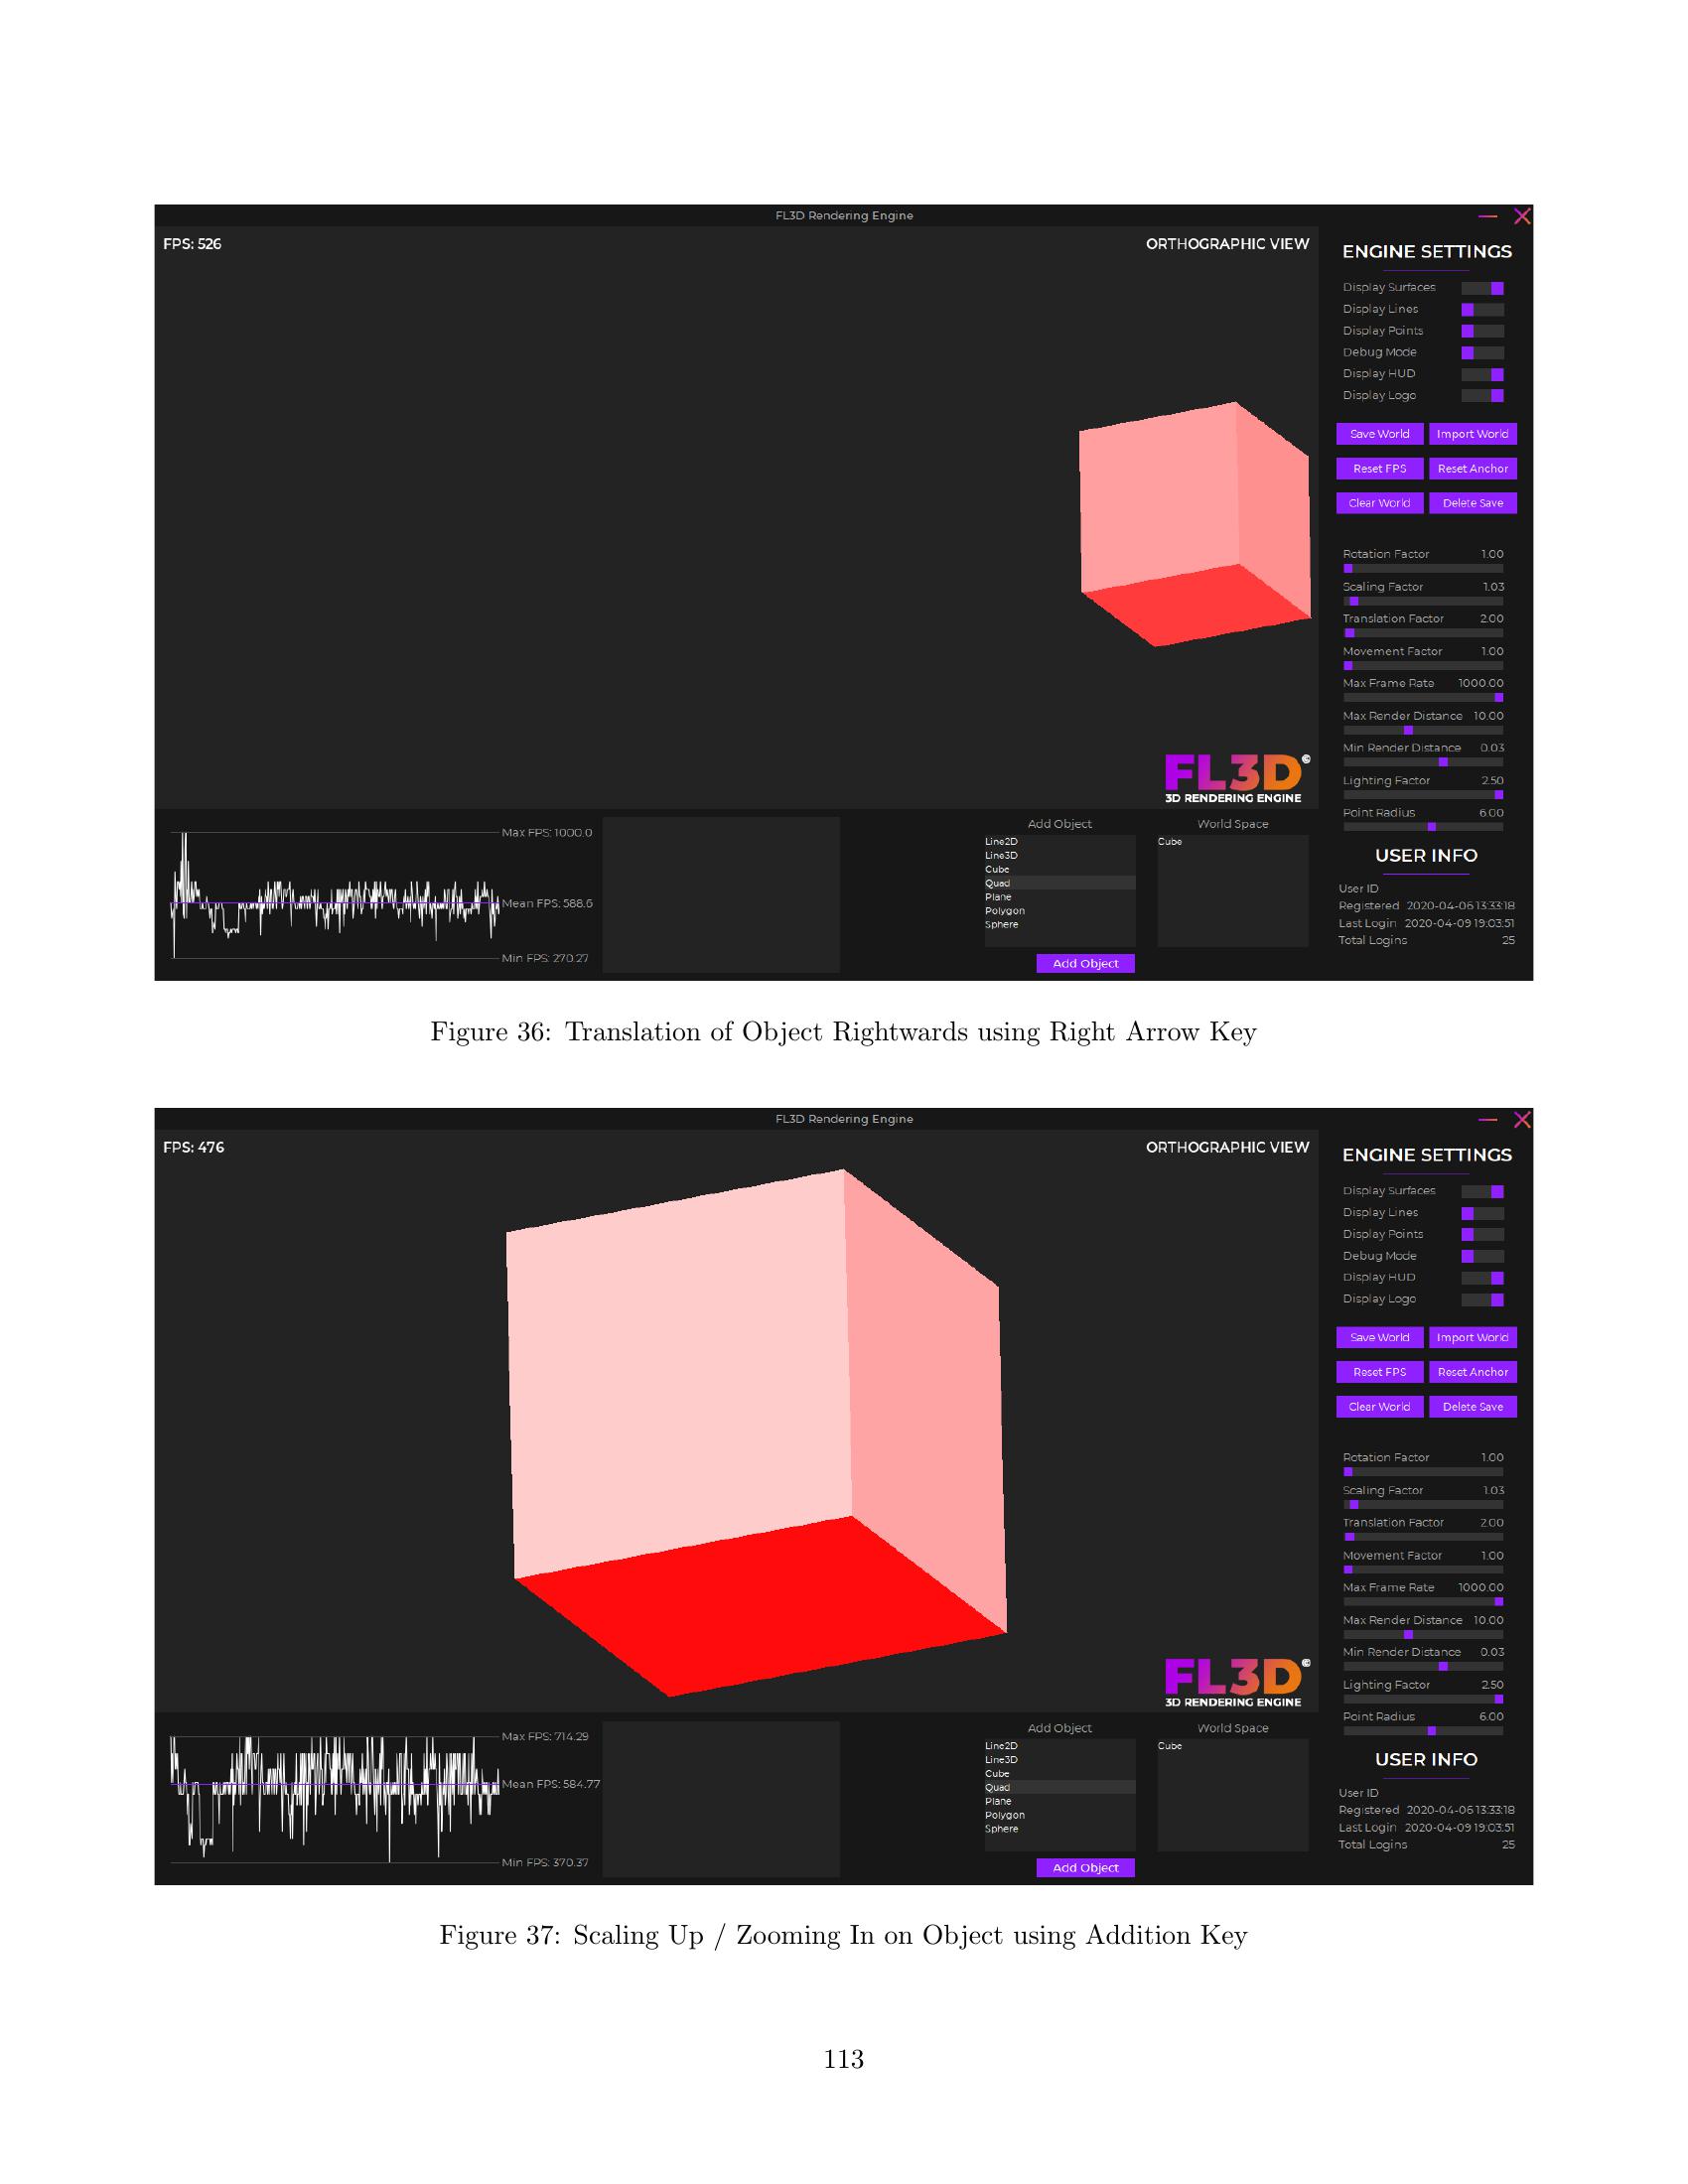 FL3D Rendering Engine
FPS: 526
ORTHOGRAPHIC VIEW
ENGINE SETTINGS
Display Surfaces
Display Lines
Display Points
Debug Mode
Display HUD
Display Logo
Save World Import World
Reset FPS Reset Anchor
Clear World Delete Save
Rotation Factor 1.00
Scaling Factor 1.03
Translation Factor 2.00
Movement Factor 1.00
Max Frame Rate 1000.00
Max Render Distance 10.00
Min Render Distance 0.03
Lighting Factor 2.50
Point Radius 6.00
FL3D©
3D RENDERING ENGINE
Max FPS: 1000.0
Mean FPS: 588.6
Min FPS: 270.27
Add Object
Line2D
Line3D
Cube
Quad
Plane
Polygon
Sphere
Add Object
World Space
Cube
USER INFO
User ID
Registered 2020-04-06 13:33:18
Last Login 2020-04-09 19:03:51
Total Logins 25
Figure 36: Translation of Object Rightwards using Right Arrow Key
FL3D Rendering Engine
FPS: 476
ORTHOGRAPHIC VIEW
ENGINE SETTINGS
Display Surfaces
Display Lines
Display Points
Debug Mode
Display HUD
Display Logo
Save World Import World
Reset FPS Reset Anchor
Clear World Delete Save
Rotation Factor 1.00
Scaling Factor 1.03
Translation Factor 2.00
Movement Factor 1.00
Max Frame Rate 1000.00
Max Render Distance 10.00
Min Render Distance 0.03
Lighting Factor 2.50
Point Radius 6.00
FL3D©
3D RENDERING ENGINE
Max FPS: 714.29
Mean FPS: 584.77
Min FPS: 370.37
Add Object
Line2D
Line3D
Cube
Quad
Plane
Polygon
Sphere
Add Object
World Space
Cube
USER INFO
User ID
Registered 2020-04-06 13:33:18
Last Login 2020-04-09 19:03:51
Total Logins 25
Figure 37: Scaling Up / Zooming In on Object using Addition Key
113